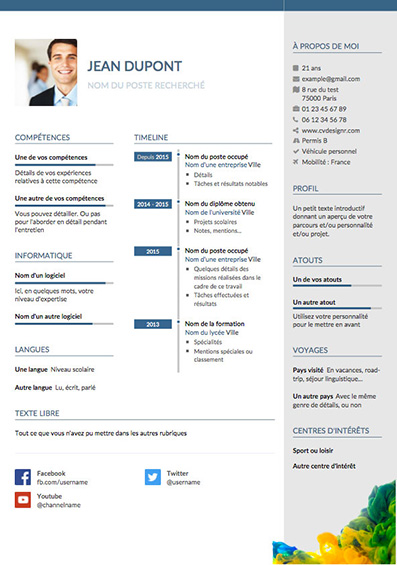 JEAN DUPONT
NOM DU POSTE RECHERCHÉ
COMPÉTENCES
Une de vos compétences
Détails de vos expériences
relatives à cette compétence
Une autre de vos compétences
Vous pouvez détailler. Ou pas
pour l'aborder en détail pendant
l'entretien
INFORMATIQUE
Nom d'un logiciel
Ici, en quelques mots, votre
niveau d'expertise
Nom d'un autre logiciel
LANGUES
Une langue Niveau scolaire
Autre langue Lu, écrit, parlé
TIMELINE
Depuis 2015
Nom du poste occupé
Nom d'une entreprise Ville
Détails
Tâches et résultats notables
2014 - 2015
Nom du diplôme obtenu
Nom de l'université Ville
Projets scolaires
Notes, mentions...
2015
Nom du poste occupé
Nom d'une entreprise Ville
Quelques détails des
missions réalisées dans le
cadre de ce travail
Tâches effectuées et
résultats
2013
Nom de la formation
Nom du lycée Ville
Spécialités
Mentions spéciales ou
classement
TEXTE LIBRE
Tout ce que vous n'avez pu mettre dans les autres rubriques
Facebook
fb.com/username
Twitter
@username
Youtube
@channelname
À PROPOS DE MOI
21 ans
example@gmail.com
8 rue du test
75000 Paris
01 23 45 67 89
06 12 34 56 78
www.cvdesignr.com
Permis B
Véhicule personnel
Mobilité : France
PROFIL
Un petit texte introductif
donnant un aperçu de votre
parcours et/ou personnalité
et/ou projet.
ATOUTS
Un de vos atouts
Un autre atout
Utilisez votre personnalité
pour le mettre en avant
VOYAGES
Pays visité En vacances, road-
trip, séjour linguistique...
Un autre pays Avec le même
genre de détails, ou non
CENTRES D'INTÉRÊTS
Sport ou loisir
Autre centre d'intérêt